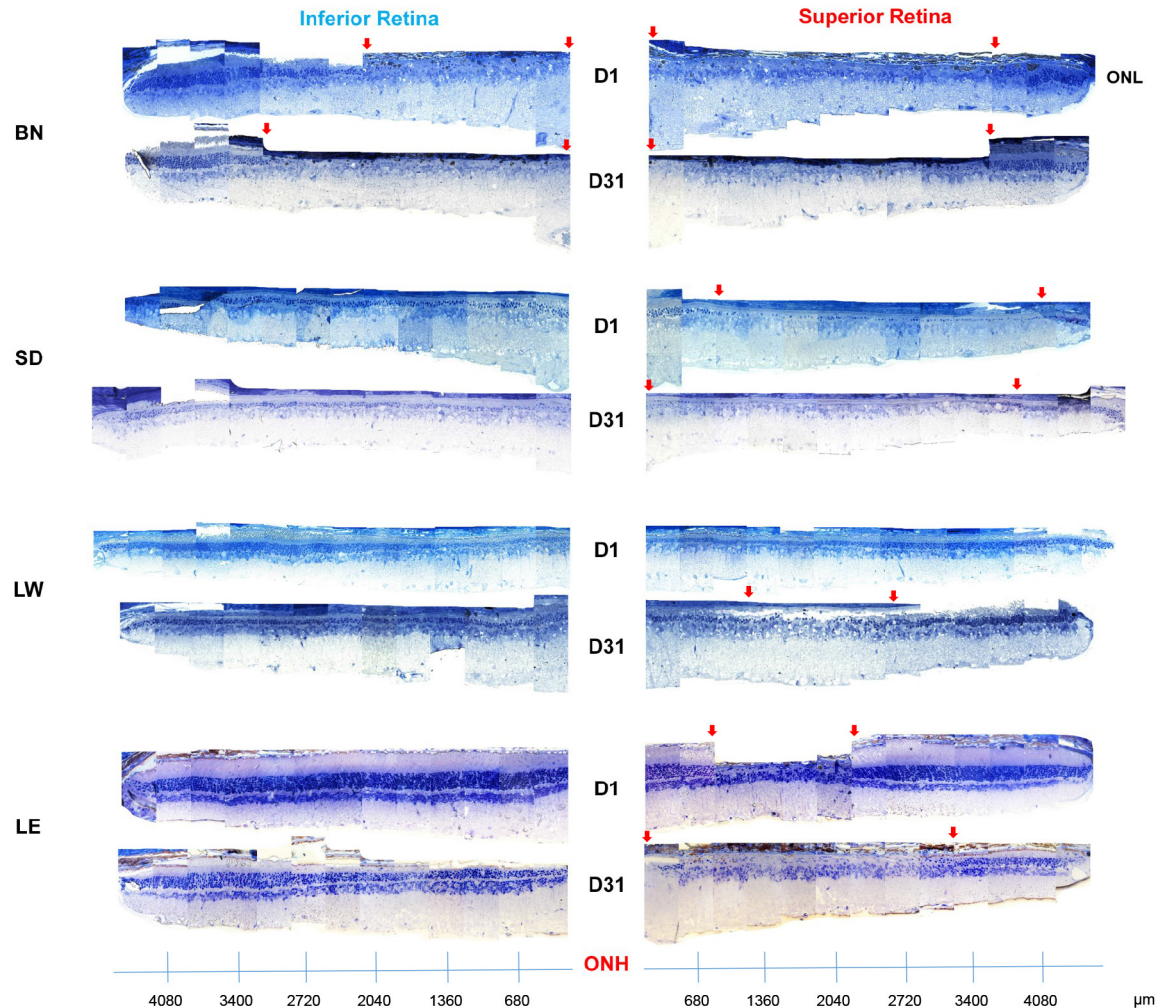 Inferior Retina
Superior Retina
D1
ONL
BN
D31
D1
SD
D31
D1
LW
D31
D1
LE
D31
ONH
4080 3400 2720 2040 1360 680 680 1360 2040 2720 3400 4080 µm